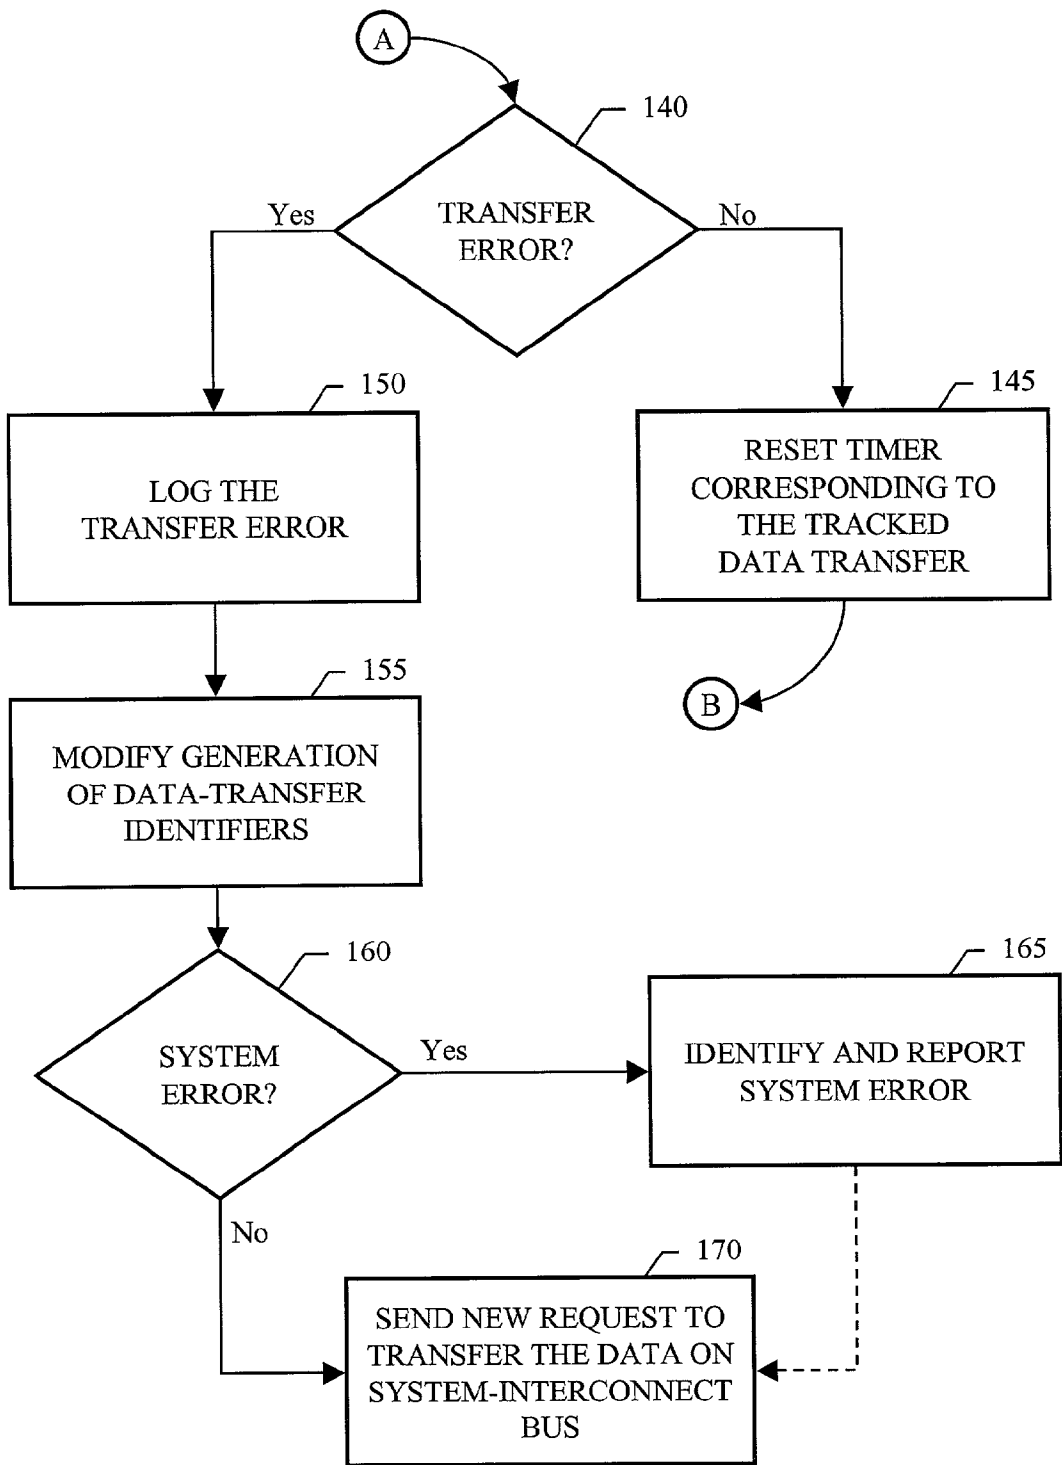 A
140
TRANSFER
ERROR?
Yes
No
150
LOG THE
TRANSFER ERROR
145
RESET TIMER
CORRESPONDING TO
THE TRACKED
DATA TRANSFER
B
155
MODIFY GENERATION
OF DATA-TRANSFER
IDENTIFIERS
160
SYSTEM
ERROR?
Yes
No
165
IDENTIFY AND REPORT
SYSTEM ERROR
170
SEND NEW REQUEST TO
TRANSFER THE DATA ON
SYSTEM-INTERCONNECT
BUS